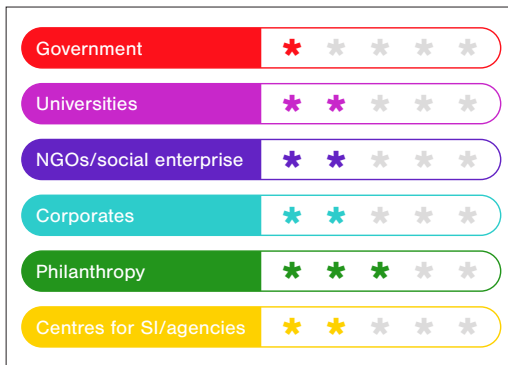 Government * * * * *
Universities * * * * *
NGOs/social enterprise * * * * *
Corporates * * * * *
Philanthropy * * * * *
Centres for SI/agencies * * * * *